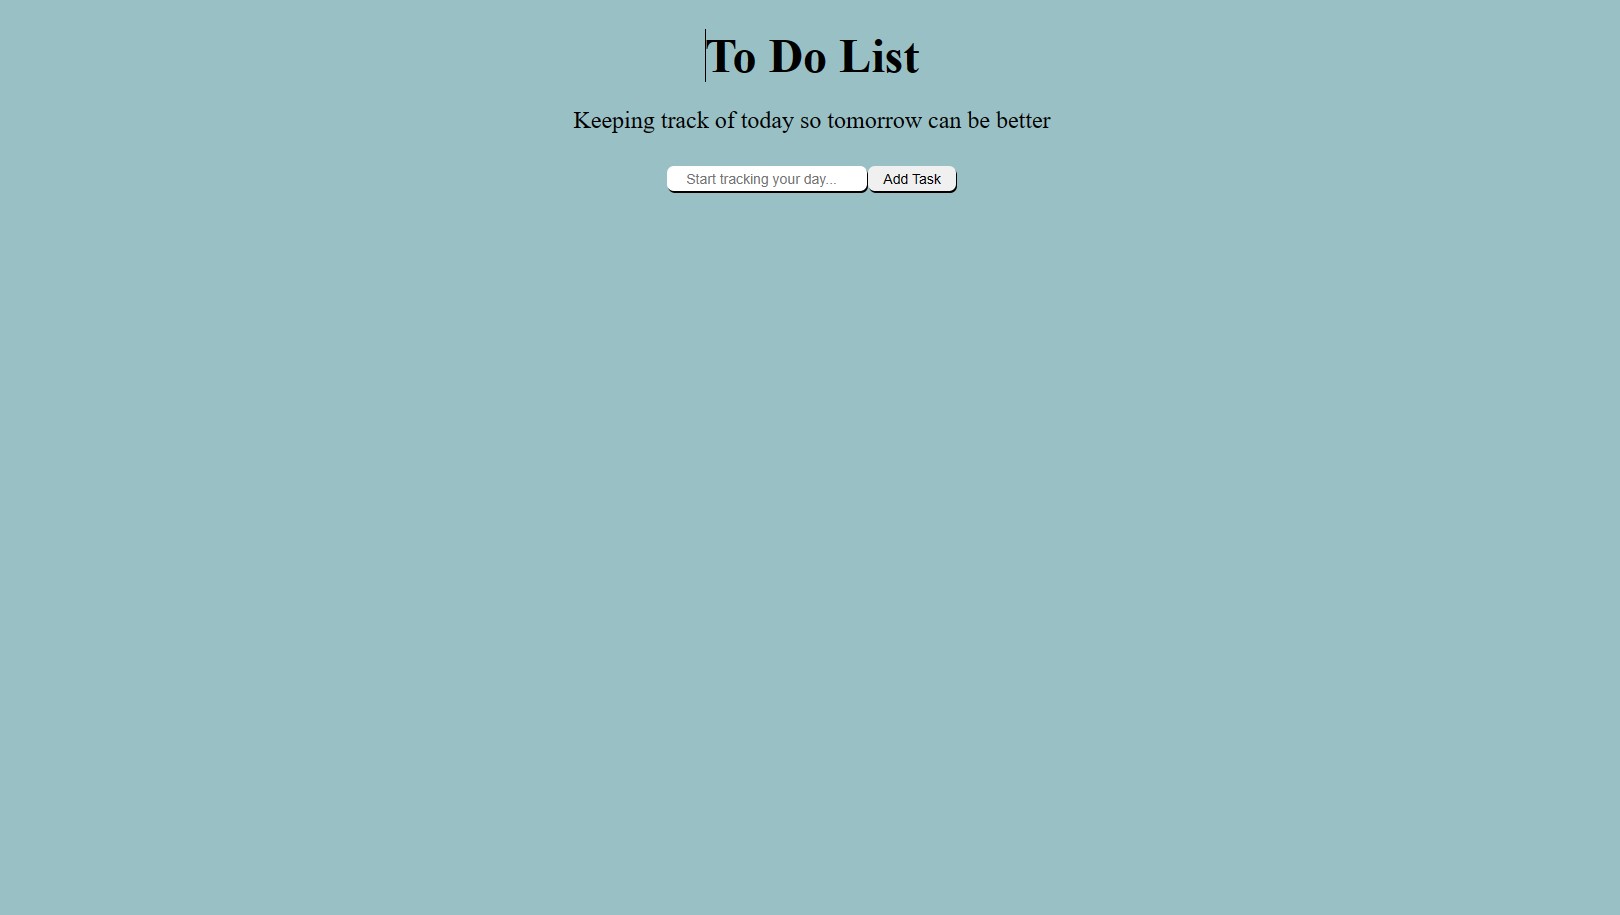 To Do List
Keeping track of today so tomorrow can be better
Start tracking your day... Add Task